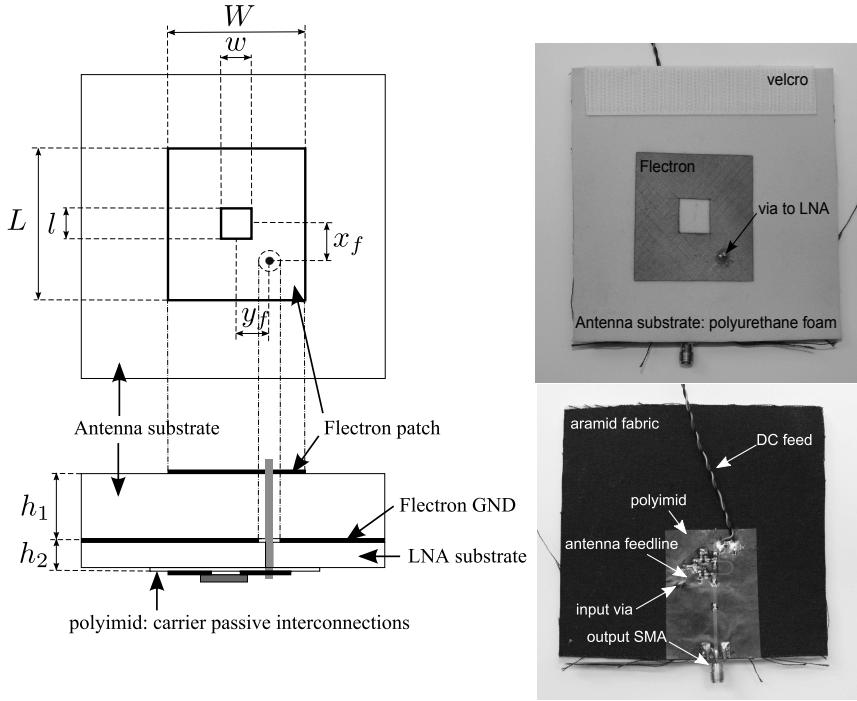 W
w
L
l
x_f
y_f
Antenna substrate
Flectron patch
h_1
Flectron GND
h_2
LNA substrate
polyimid: carrier passive interconnections
velcro
Flectron
via to LNA
Antenna substrate: polyurethane foam
aramid fabric
DC feed
polyimid
antenna feedline
input via
output SMA